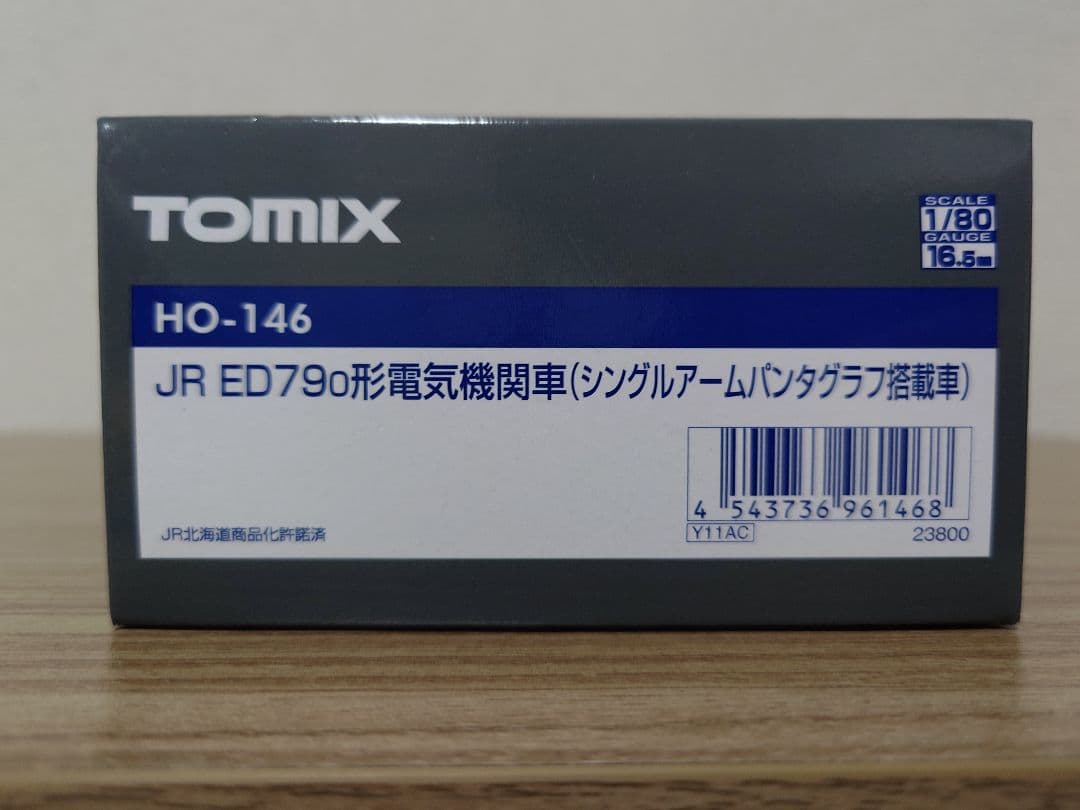 TOMIX
SCALE
1/80
GAUGE
16.5mm
HO-146
JR ED790形電気機関車(シングルアームパンタグラフ搭載車)
4 543736 961468
JR北海道商品化許諾済
Y11AC
23800